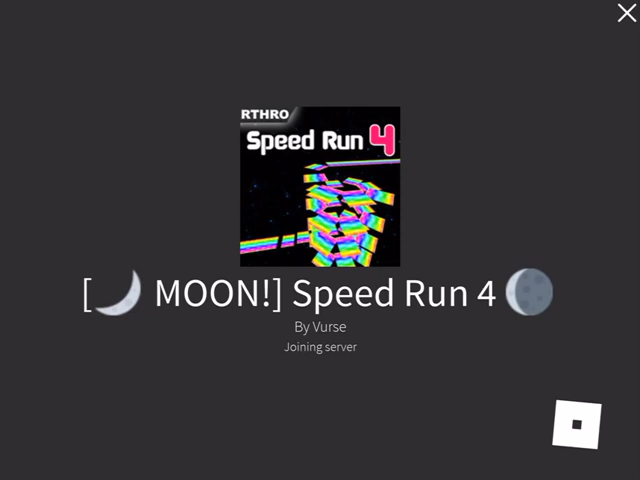 RTHRO
Speed Run 4
[🌙 MOON!] Speed Run 4 🌘
By Vurse
Joining server